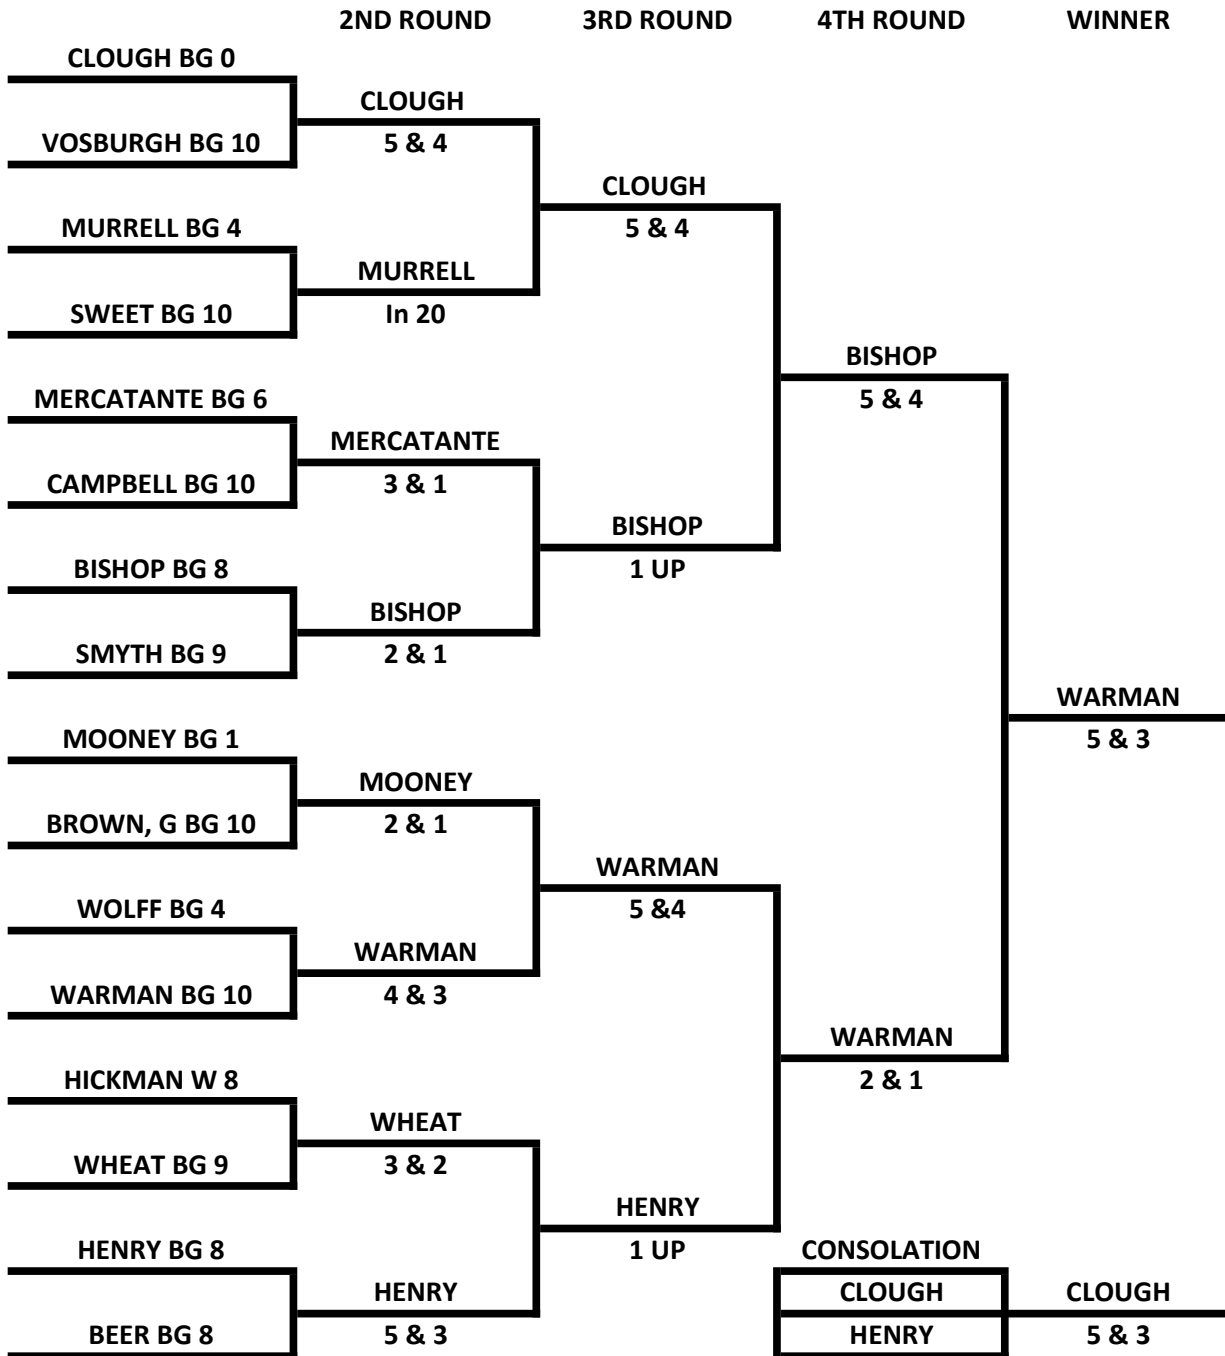 2ND ROUND 3RD ROUND 4TH ROUND WINNER
CLOUGH BG 0
CLOUGH
VOSBURGH BG 10 5 & 4
CLOUGH
MURRELL BG 4 5 & 4
MURRELL
SWEET BG 10 In 20
BISHOP
MERCATANTE BG 6 5 & 4
MERCATANTE
CAMPBELL BG 10 3 & 1
BISHOP
BISHOP BG 8 1 UP
BISHOP
SMYTH BG 9 2 & 1
WARMAN
MOONEY BG 1 5 & 3
MOONEY
BROWN, G BG 10 2 & 1
WARMAN
WOLFF BG 4 5 &4
WARMAN
WARMAN BG 10 4 & 3
WARMAN
HICKMAN W 8 2 & 1
WHEAT
WHEAT BG 9 3 & 2
HENRY
HENRY BG 8 1 UP CONSOLATION
HENRY CLOUGH CLOUGH
BEER BG 8 5 & 3 HENRY 5 & 3